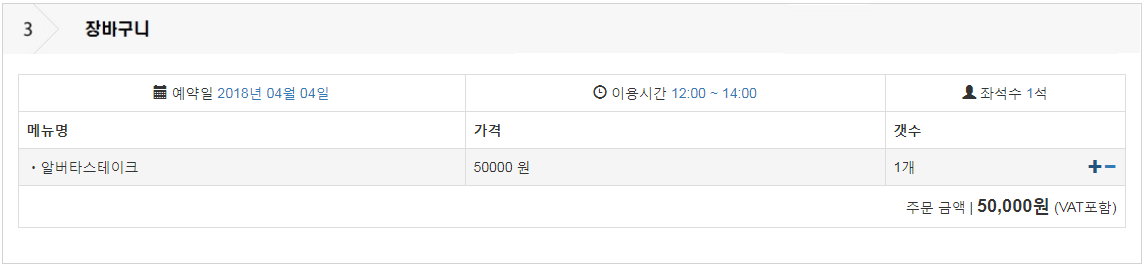 3 장바구니
예약일 2018년 04월 04일 이용시간 12:00 ~ 14:00 좌석수 1석
메뉴명 가격 갯수
· 알버타스테이크 50000 원 1개
주문 금액 | 50,000원 (VAT포함)